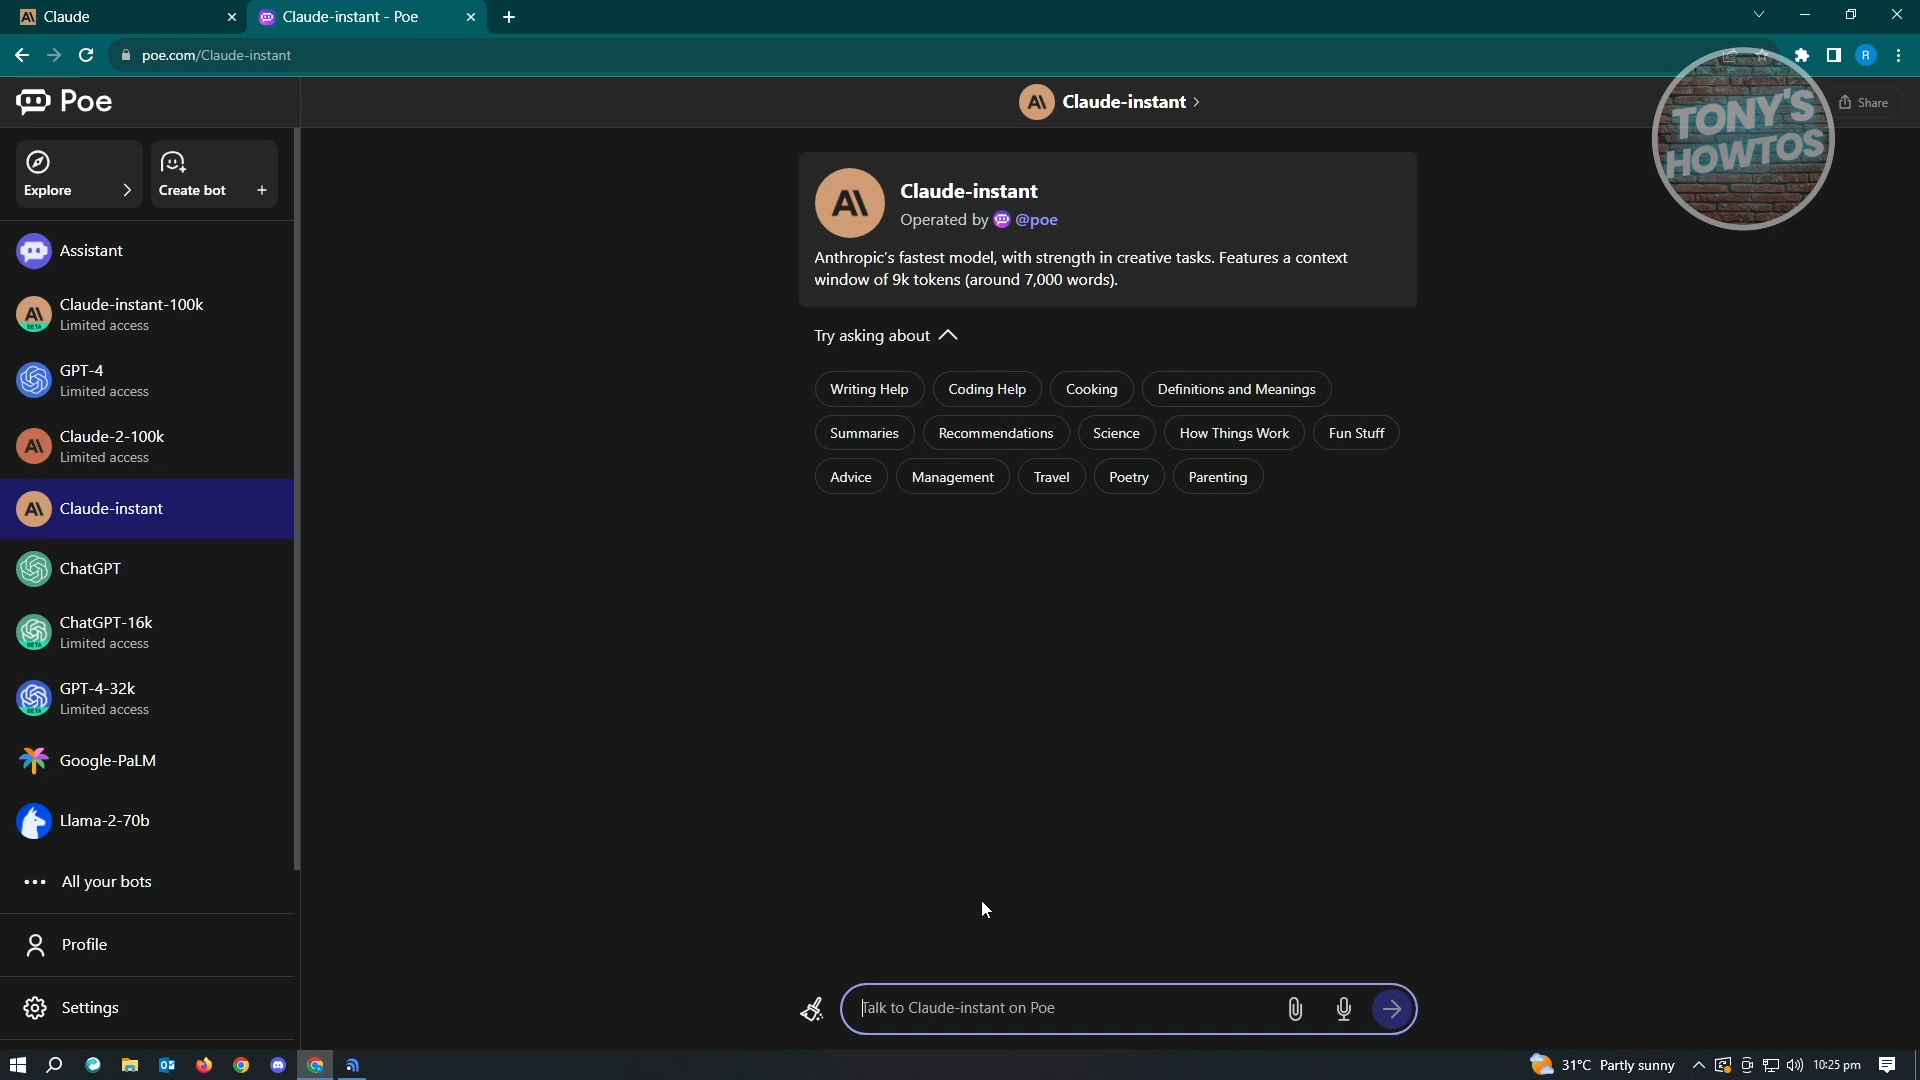 Claude
Claude-instant - Poe
poe.com/Claude-instant
R
Poe
Claude-instant
Share
TONY'S
HOWTOS
Explore
Create bot
Claude-instant
Operated by @poe
Anthropic's fastest model, with strength in creative tasks. Features a context
window of 9k tokens (around 7,000 words).
Assistant
Claude-instant-100k
Limited access
BETA
Try asking about
GPT-4
Limited access
Writing Help
Coding Help
Cooking
Definitions and Meanings
Claude-2-100k
Limited access
Summaries
Recommendations
Science
How Things Work
Fun Stuff
Advice
Management
Travel
Poetry
Parenting
Claude-instant
ChatGPT
ChatGPT-16k
Limited access
BETA
GPT-4-32k
Limited access
BETA
Google-PaLM
Llama-2-70b
All your bots
Profile
Settings
Talk to Claude-instant on Poe
31°C Partly sunny
10:25 pm